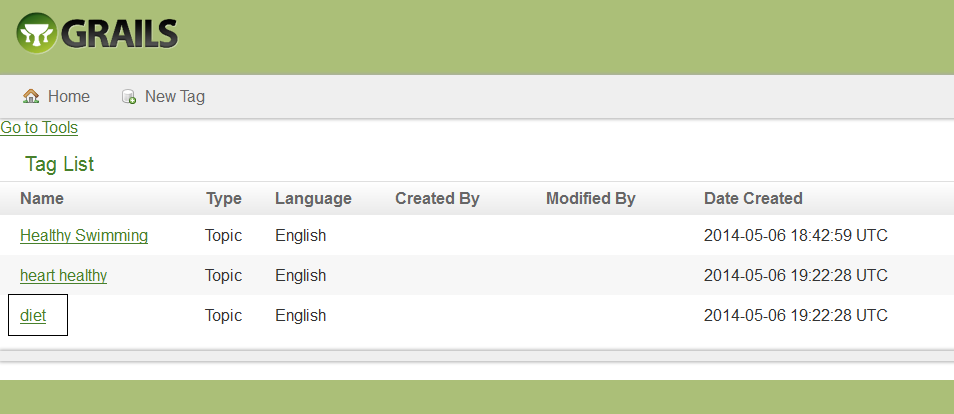 GRAILS
Home New Tag
Go to Tools
Tag List
Name Type Language Created By Modified By Date Created
Healthy Swimming Topic English 2014-05-06 18:42:59 UTC
heart healthy Topic English 2014-05-06 19:22:28 UTC
diet Topic English 2014-05-06 19:22:28 UTC